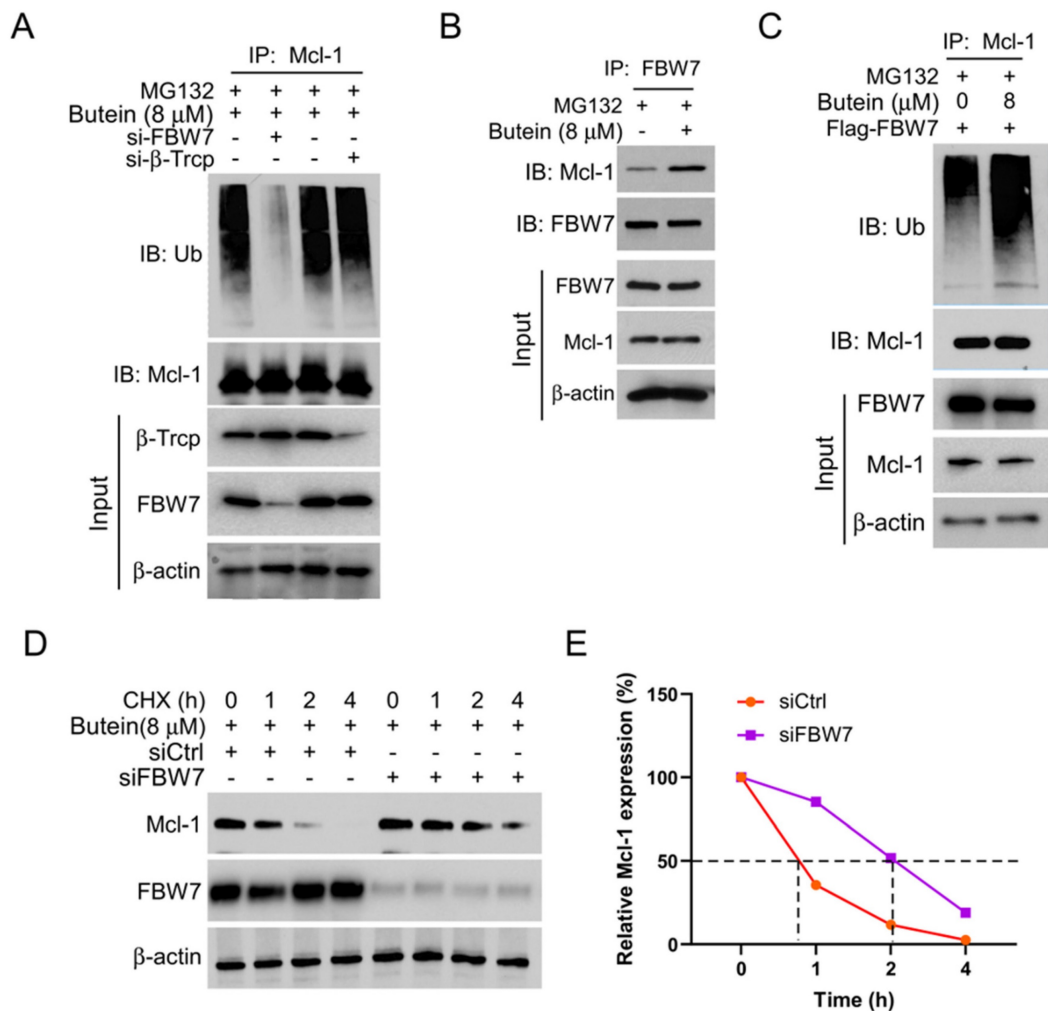 A
IP: Mcl-1
MG132 + + + +
Butein (8 μM) + + + +
si-FBW7 - + - -
si-β-Trcp - - - +
IB: Ub
IB: Mcl-1
Input
β-Trcp
FBW7
β-actin
B
IP: FBW7
MG132 + +
Butein (8 μM) - +
IB: Mcl-1
IB: FBW7
Input
FBW7
Mcl-1
β-actin
C
IP: Mcl-1
MG132 + +
Butein (μM) 0 8
Flag-FBW7 + +
IB: Ub
IB: Mcl-1
Input
FBW7
Mcl-1
β-actin
D
CHX (h) 0 1 2 4 0 1 2 4
Butein(8 μM) + + + + + + + +
siCtrl + + + + - - - -
siFBW7 - - - - + + + +
Mcl-1
FBW7
β-actin
E
Relative Mcl-1 expression (%)
150
100
50
0
siCtrl
siFBW7
0 1 2 4
Time (h)